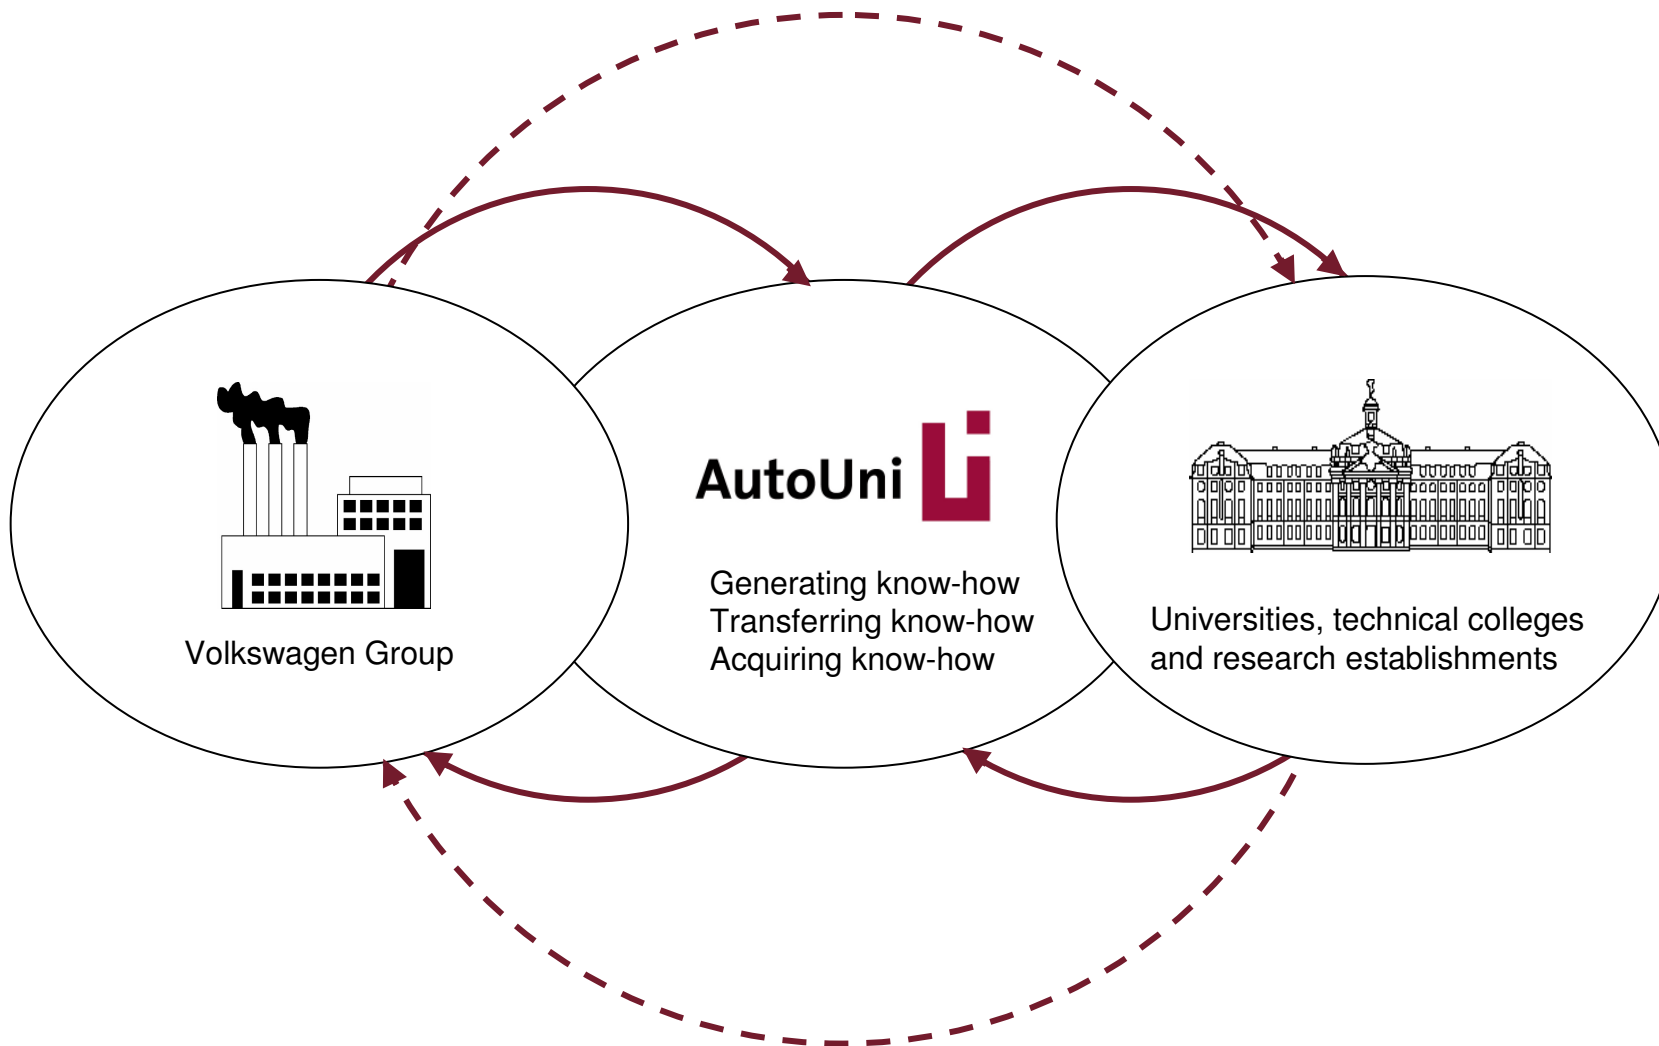 AutoUni
Generating know-how
Transferring know-how
Acquiring know-how
Volkswagen Group
Universities, technical colleges
and research establishments